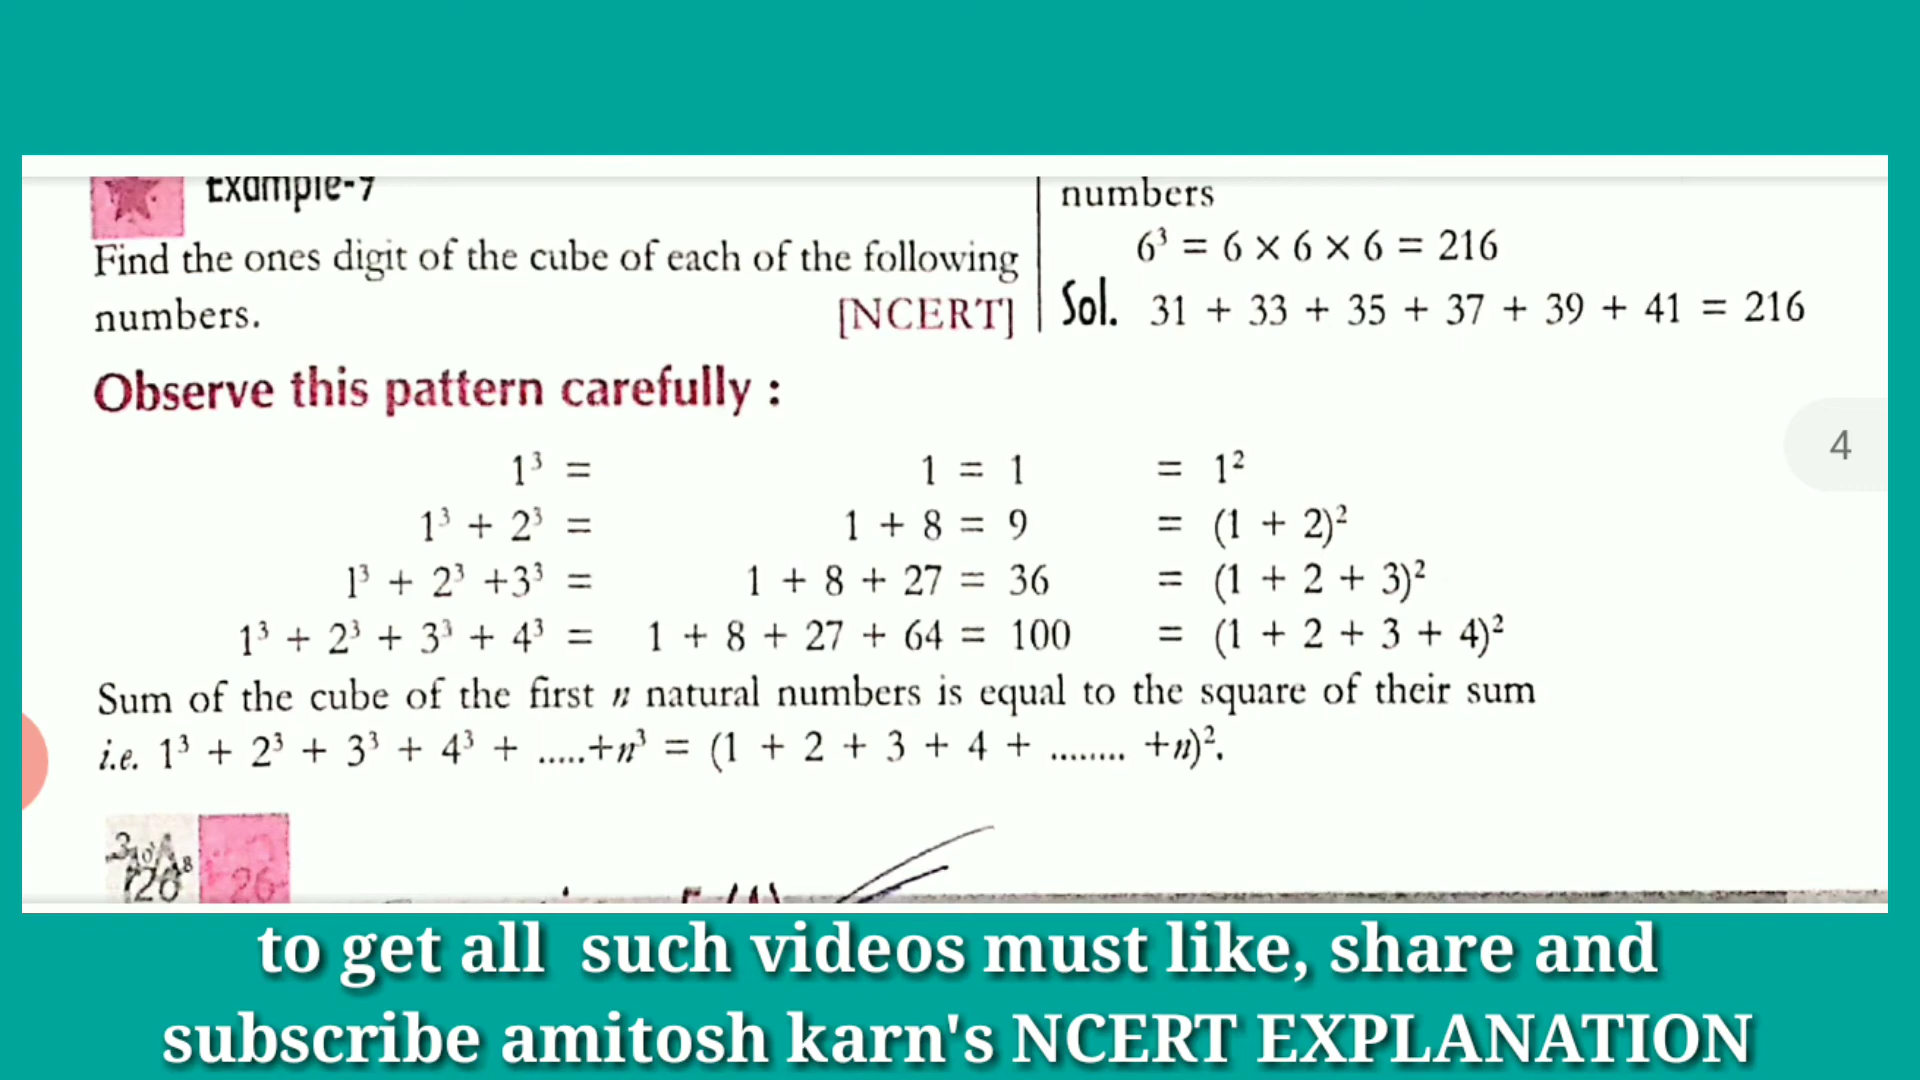 Example-7
Find the ones digit of the cube of each of the following
numbers. [NCERT]
numbers
6³ = 6 × 6 × 6 = 216
Sol. 31 + 33 + 35 + 37 + 39 + 41 = 216
Observe this pattern carefully :
1³ = 1 = 1 = 1²
1³ + 2³ = 1 + 8 = 9 = (1 + 2)²
1³ + 2³ +3³ = 1 + 8 + 27 = 36 = (1 + 2 + 3)²
1³ + 2³ + 3³ + 4³ = 1 + 8 + 27 + 64 = 100 = (1 + 2 + 3 + 4)²
Sum of the cube of the first n natural numbers is equal to the square of their sum
i.e. 1³ + 2³ + 3³ + 4³ + .....+n³ = (1 + 2 + 3 + 4 + ........ +n)².
4
26
to get all such videos must like, share and
subscribe amitosh karn's NCERT EXPLANATION